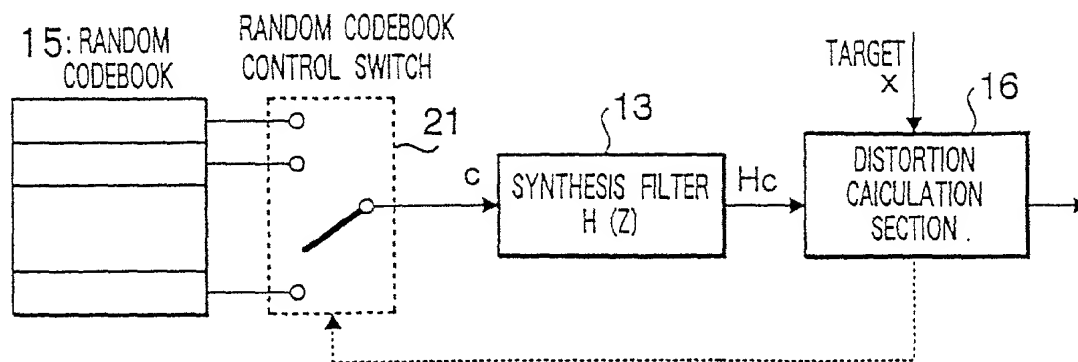 15: RANDOM
CODEBOOK
RANDOM CODEBOOK
CONTROL SWITCH
21
c
13
SYNTHESIS FILTER
H (Z)
Hc
TARGET
X
16
DISTORTION
CAICULATION
SECTION.